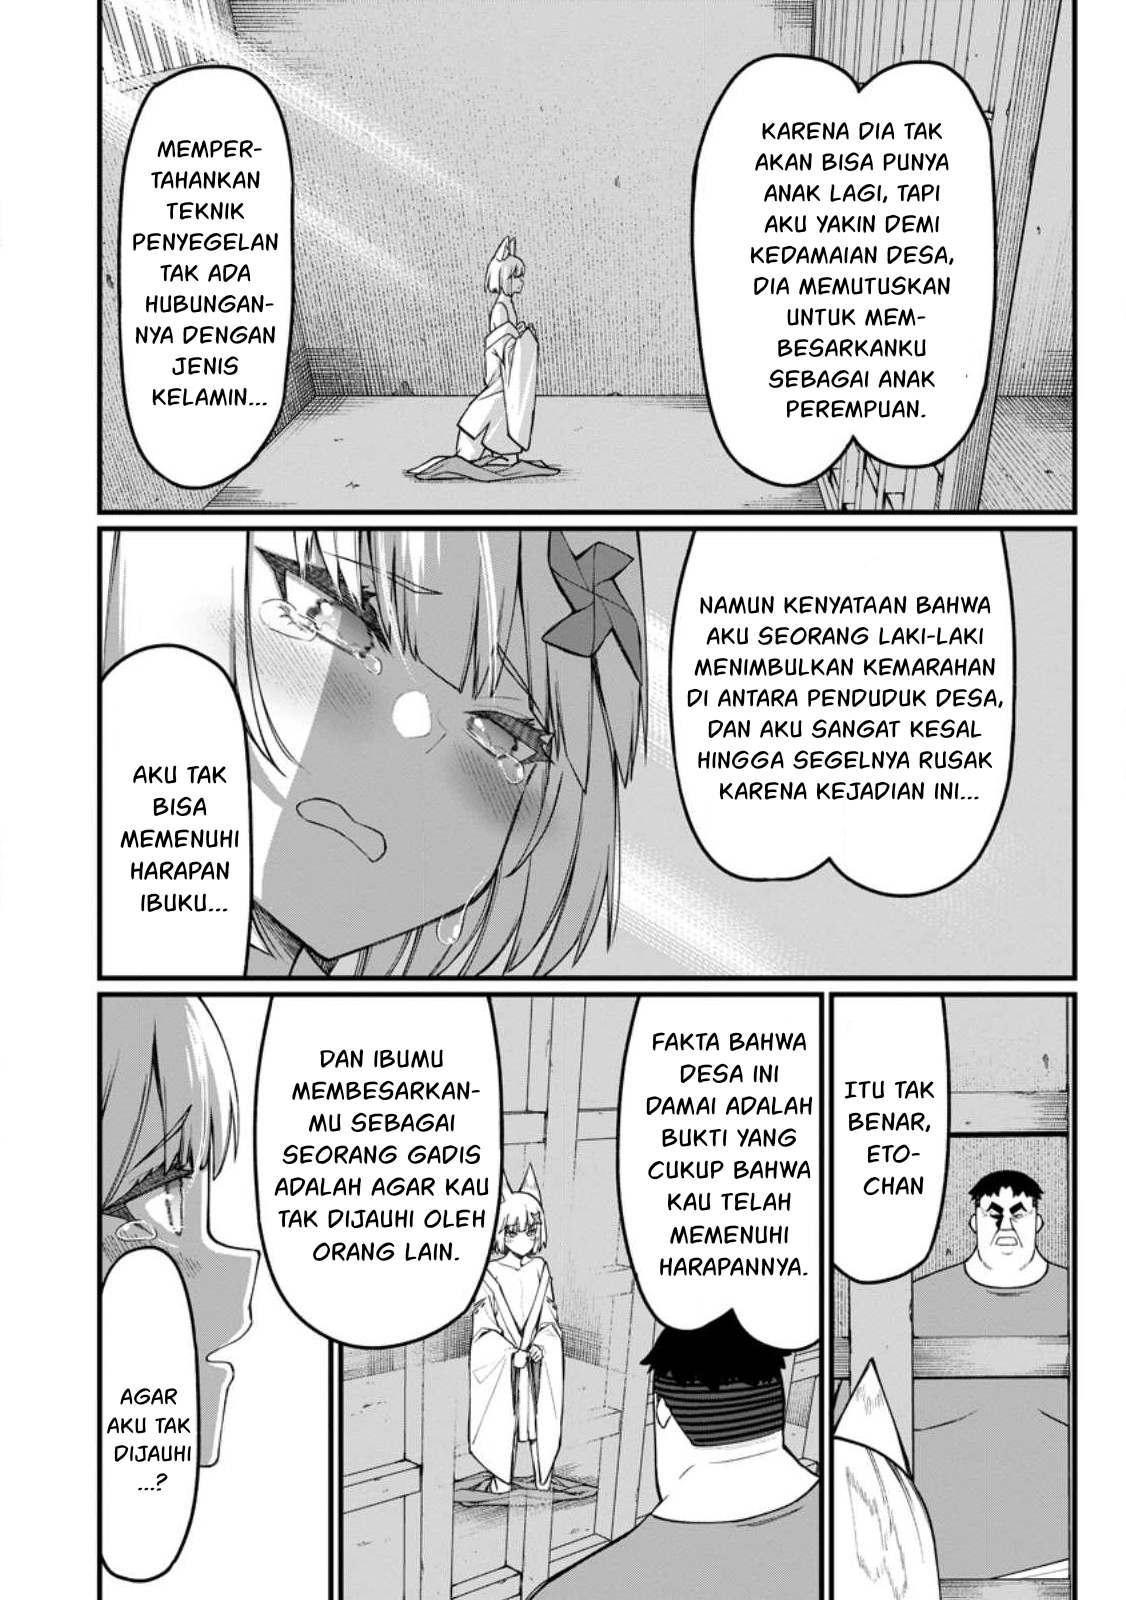 KARENA DIA TAK
AKAN BISA PUNYA
ANAK LAGI, TAPI
AKU YAKIN DEMI
KEDAMAIAN DESA,
DIA MEMUTUSKAN
UNTUK MEM-
BESARKANKU
SEBAGAI ANAK
PEREMPUAN.
MEMPER-
TAHANKAN
TEKNIK
PENYEGELAN
TAK ADA
HUBUNGAN-
NYA DENGAN
JENIS
KELAMIN...
NAMUN KENYATAAN BAHWA
AKU SEORANG LAKI-LAKI
MENIMBULKAN KEMARAHAN
DI ANTARA PENDUDUK DESA,
DAN AKU SANGAT KESAL
HINGGA SEGELNYA RUSAK
KARENA KEJADIAN INI...
AKU TAK
BISA
MEMENUHI
HARAPAN
IBUKU...
ITU TAK
BENAR,
ETO-
CHAN
FAKTA BAHWA
DESA INI
DAMAI ADALAH
BUKTI YANG
CUKUP BAHWA
KAU TELAH
MEMENUHI
HARAPANNYA.
DAN IBUMU
MEMBESARKAN-
MU SEBAGAI
SEORANG GADIS
ADALAH AGAR KAU
TAK DIJAUHI OLEH
ORANG LAIN.
AGAR
AKU TAK
DIJAUHI
...?